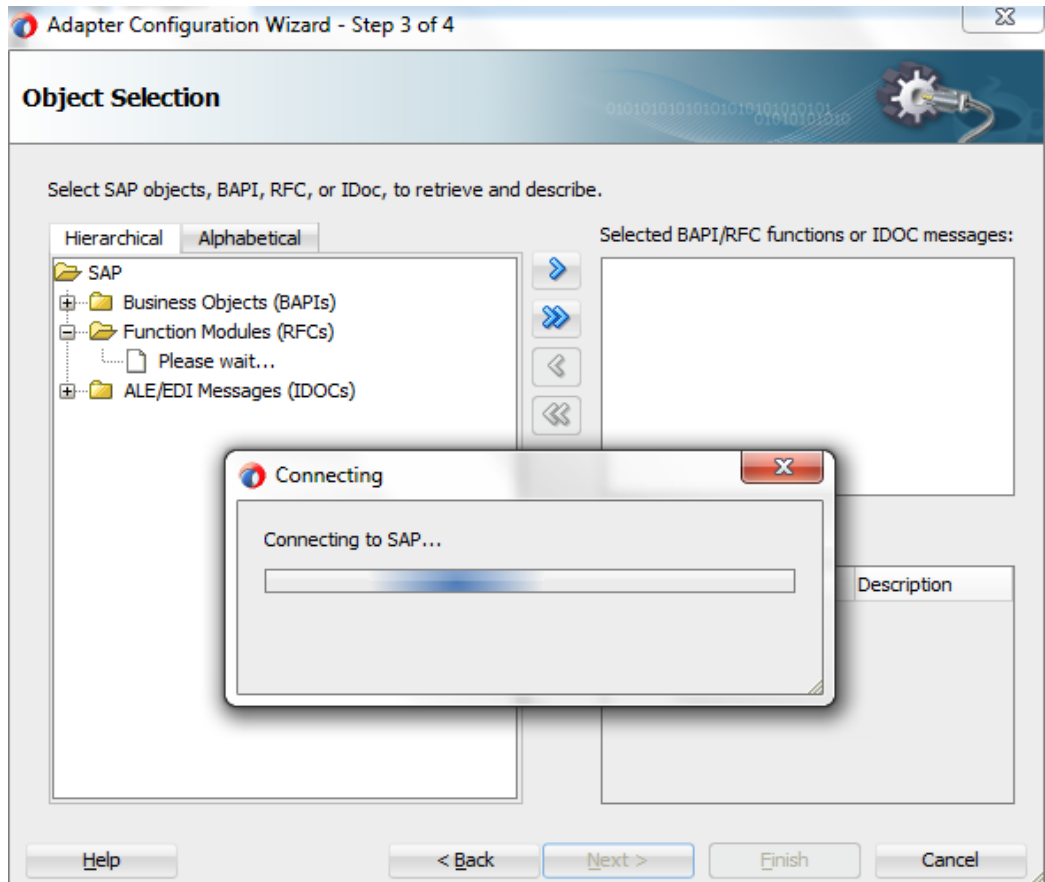 Adapter Configuration Wizard - Step 3 of 4
Object Selection
Select SAP objects, BAPI, RFC, or IDoc, to retrieve and describe.
Hierarchical Alphabetical
Selected BAPI/RFC functions or IDOC messages:
SAP
Business Objects (BAPIs)
Function Modules (RFCs)
Please wait...
ALE/EDI Messages (IDOCs)
Connecting
Connecting to SAP...
Description
Help < Back Next > Finish Cancel